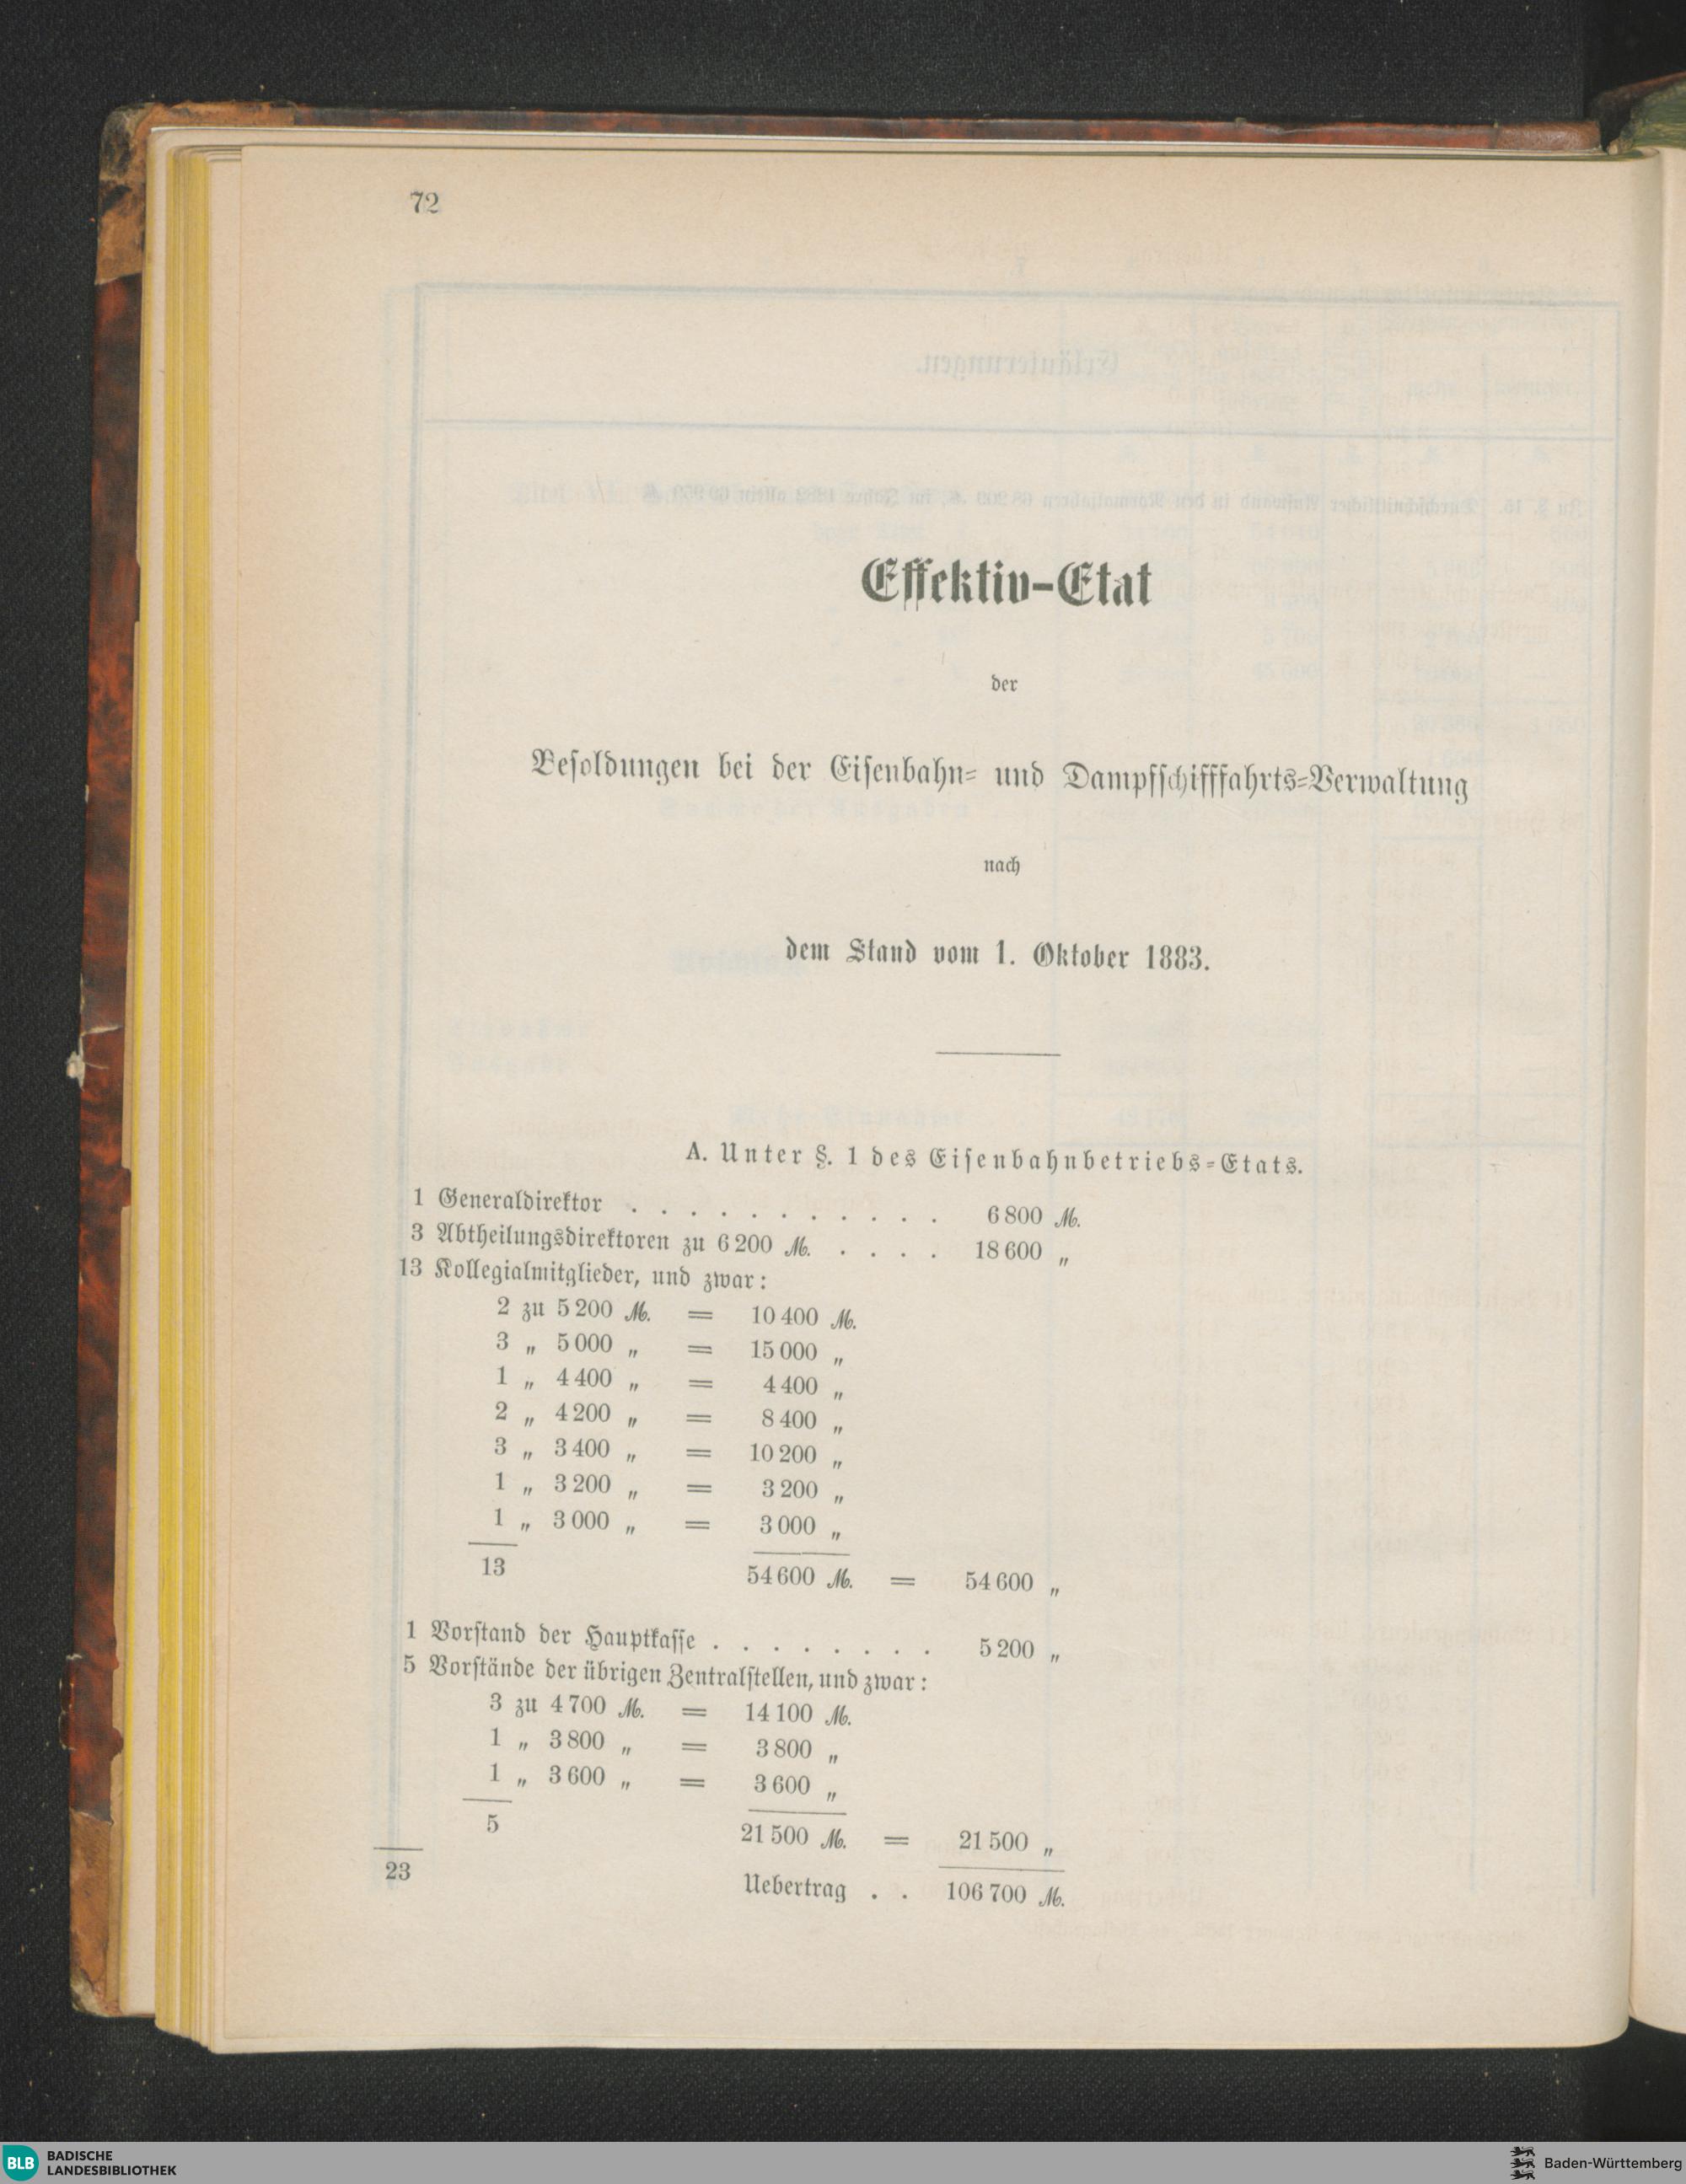 72
Effektiv-Etat
der
Besoldungen bei der Eisenbahn- und Dampfschifffahrts-Verwaltung
nach
dem Stand vom 1. Oktober 1883.
A. Unter §. 1 des Eisenbahnbetriebs-Etats.
1 Generaldirektor . . . . . . . . . . . 6 800 ℳ.
3 Abtheilungsdirektoren zu 6 200 ℳ. . . . . 18 600 „
13 Kollegialmitglieder, und zwar:
2 zu 5 200 ℳ. = 10 400 ℳ.
3 „ 5 000 „ = 15 000 „
1 „ 4 400 „ = 4 400 „
2 „ 4 200 „ = 8 400 „
3 „ 3 400 „ = 10 200 „
1 „ 3 200 „ = 3 200 „
1 „ 3 000 „ = 3 000 „
13 54 600 ℳ. = 54 600 „
1 Vorstand der Hauptkasse . . . . . . . . 5 200 „
5 Vorstände der übrigen Zentralstellen, und zwar:
3 zu 4 700 ℳ. = 14 100 ℳ.
1 „ 3 800 „ = 3 800 „
1 „ 3 600 „ = 3 600 „
5 21 500 ℳ. = 21 500 „
23 Uebertrag . . 106 700 ℳ.
BLB BADISCHE
LANDESBIBLIOTHEK
Baden-Württemberg